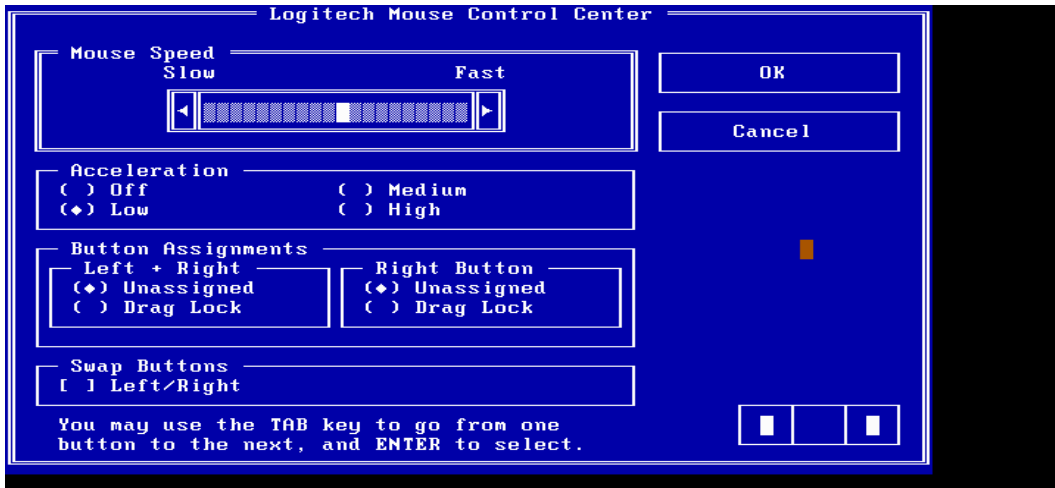 Logitech Mouse Control Center
Mouse Speed
Slow Fast
OK
Cancel
Acceleration
( ) Off ( ) Medium
(◆) Low ( ) High
Button Assignments
Left + Right Right Button
(◆) Unassigned (◆) Unassigned
( ) Drag Lock ( ) Drag Lock
Swap Buttons
[ ] Left/Right
You may use the TAB key to go from one
button to the next, and ENTER to select.